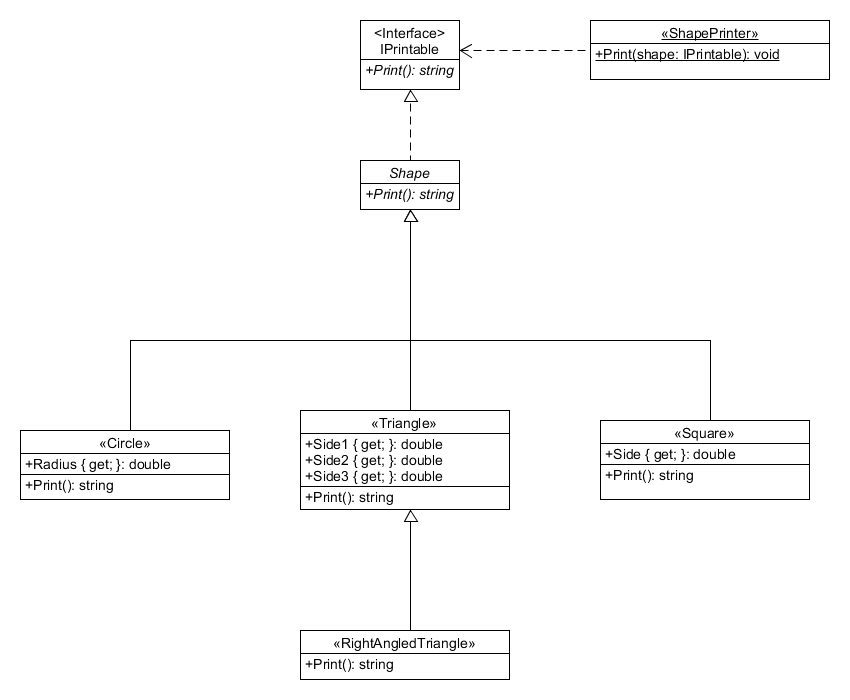 <Interface>
IPrintable
+Print(): string
«ShapePrinter»
+Print(shape: IPrintable): void
Shape
+Print(): string
«Circle»
+Radius { get; }: double
+Print(): string
«Triangle»
+Side1 { get; }: double
+Side2 { get; }: double
+Side3 { get; }: double
+Print(): string
«Square»
+Side { get; }: double
+Print(): string
«RightAngledTriangle»
+Print(): string